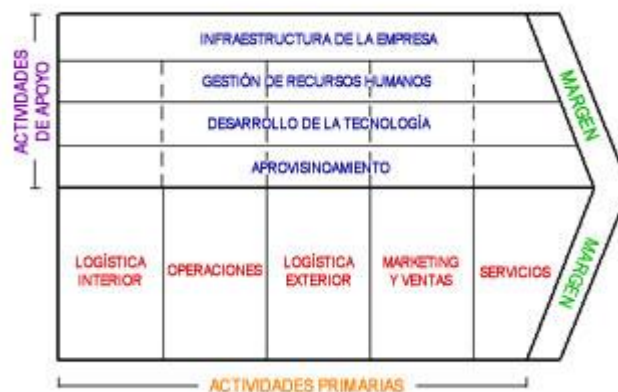 ACTIVIDADES
DE APOYO
INFRAESTRUCTURA DE LA EMPRESA
GESTIÓN DE RECURSOS HUMANOS
DESARROLLO DE LA TECNOLOGÍA
APROVISINOAMIENTO
MARGEN
LOGÍSTICA
INTERIOR
OPERACIONES
LOGÍSTICA
EXTERIOR
MARKETING
Y VENTAS
SERVICIOS
MARGEN
ACTIVIDADES PRIMARIAS